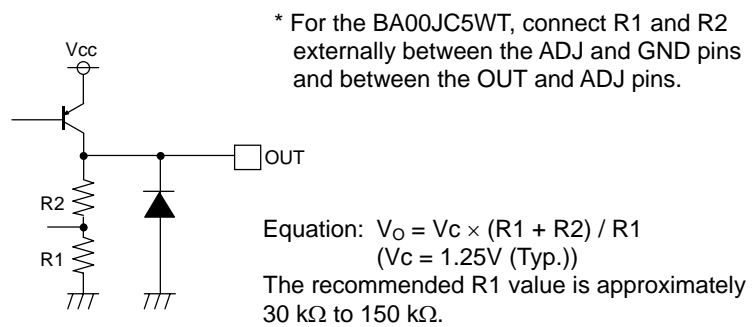 * For the BA00JC5WT, connect R1 and R2
externally between the ADJ and GND pins
and between the OUT and ADJ pins.
Vcc
OUT
R2
R1
Equation: VO = Vc × (R1 + R2) / R1
(Vc = 1.25V (Typ.))
The recommended R1 value is approximately
30 kΩ to 150 kΩ.